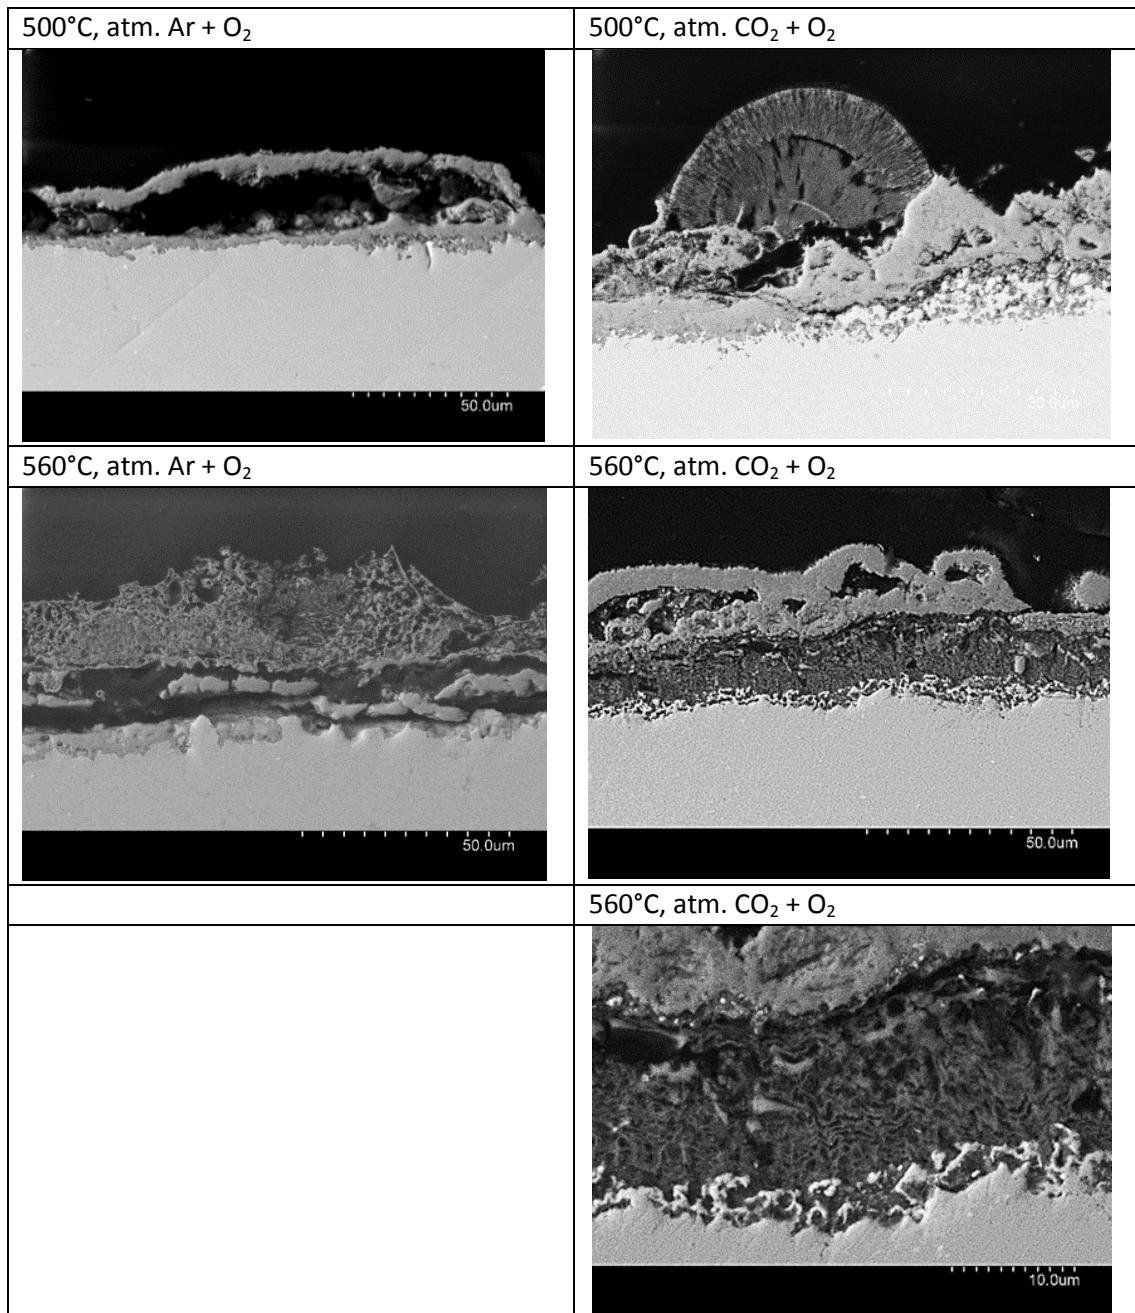 500°C, atm. Ar + O₂
500°C, atm. CO₂ + O₂
50.0um
30.0um
560°C, atm. Ar + O₂
560°C, atm. CO₂ + O₂
50.0um
50.0um
560°C, atm. CO₂ + O₂
10.0um